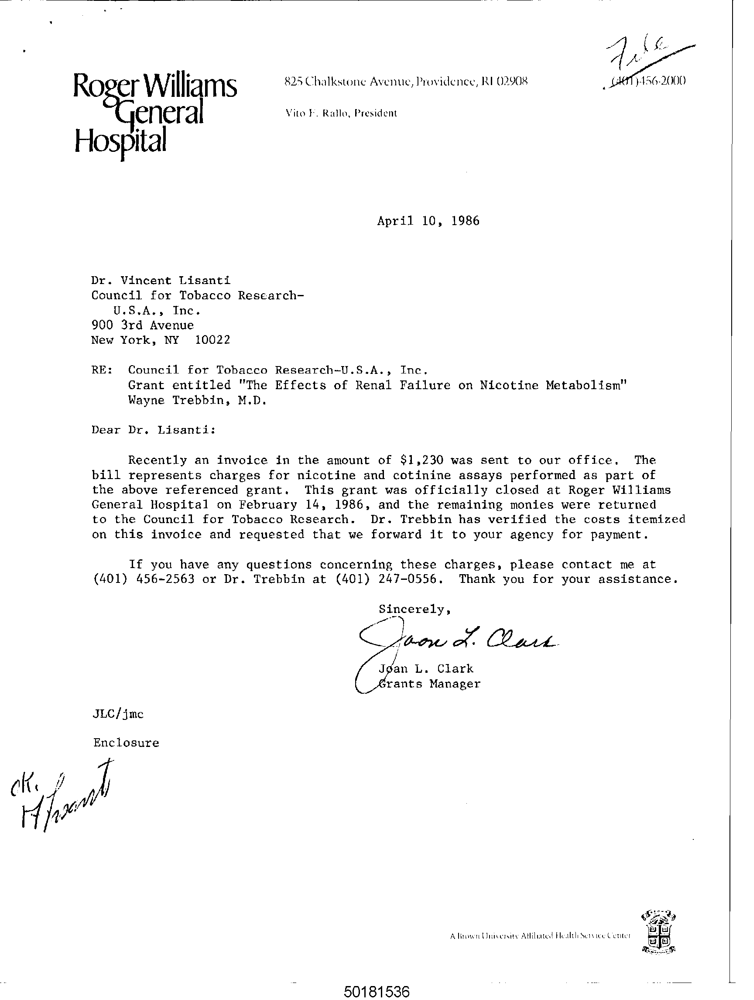 File
Roger Williams
General
Hospital
825 Chalkstone Avenue, Providence, RI 02908
(401) 456-2000
Vito F. Rallo, President
April 10, 1986
Dr. Vincent Lisanti
Council for Tobacco Research-
U.S.A., Inc.
900 3rd Avenue
New York, NY 10022
RE: Council for Tobacco Research-U.S.A., Inc.
Grant entitled "The Effects of Renal Failure on Nicotine Metabolism"
Wayne Trebbin, M.D.
Dear Dr. Lisanti:
Recently an invoice in the amount of $1,230 was sent to our office. The
bill represents charges for nicotine and cotinine assays performed as part of
the above referenced grant. This grant was officially closed at Roger Williams
General Hospital on February 14, 1986, and the remaining monies were returned
to the Council for Tobacco Research. Dr. Trebbin has verified the costs itemized
on this invoice and requested that we forward it to your agency for payment.
If you have any questions concerning these charges, please contact me at
(401) 456-2563 or Dr. Trebbin at (401) 247-0556. Thank you for your assistance.
Sincerely,
Joan L. Clark
Joan L. Clark
Grants Manager
JLC/jmc
Enclosure
OK.
A Brown University Affiliated Health Service Center
50181536